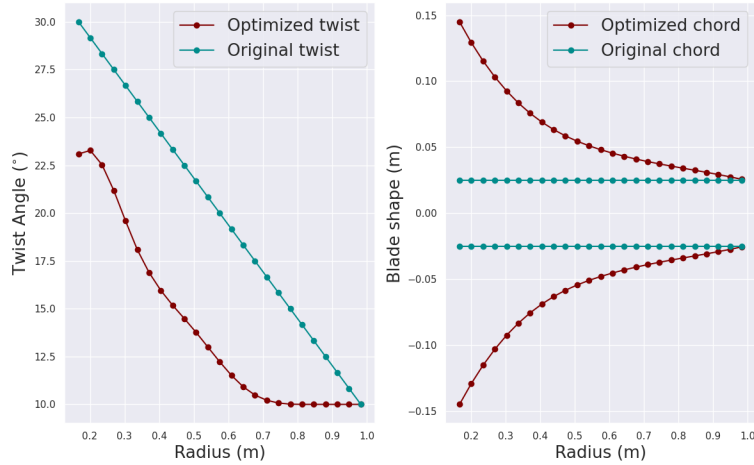 30.0
27.5
25.0
22.5
20.0
17.5
15.0
12.5
10.0
Twist Angle (°)
Optimized twist
Original twist
0.2 0.3 0.4 0.5 0.6 0.7 0.8 0.9 1.0
Radius (m)
0.15
0.10
0.05
0.00
−0.05
−0.10
−0.15
Blade shape (m)
Optimized chord
Original chord
0.2 0.3 0.4 0.5 0.6 0.7 0.8 0.9 1.0
Radius (m)